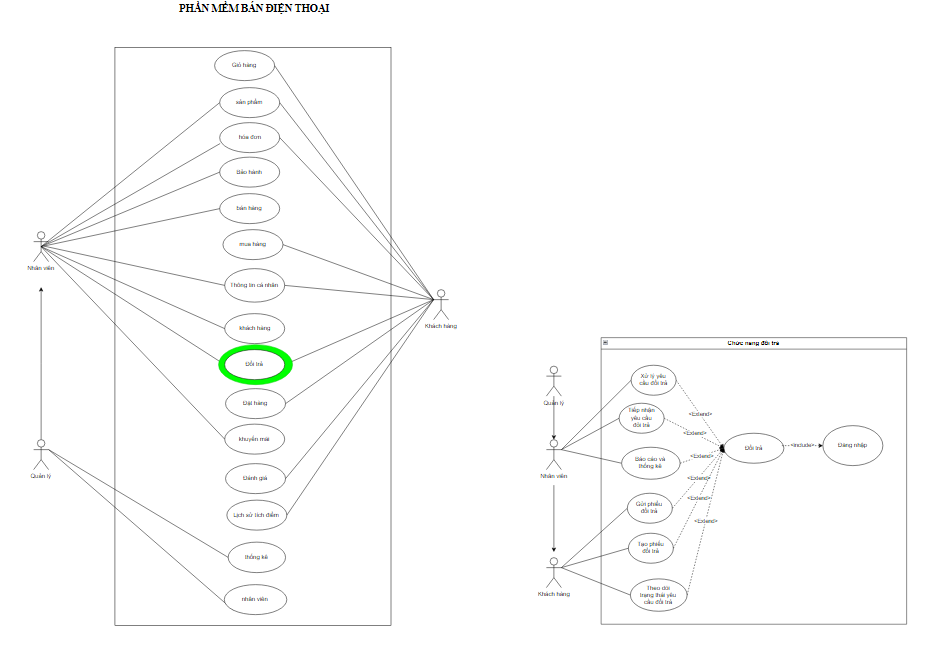 PHẦN MỀM BÁN ĐIỆN THOẠI
Giỏ hàng
sản phẩm
hóa đơn
Bảo hành
bán hàng
mua hàng
Nhân viên
Thông tin cá nhân
Khách hàng
khách hàng
Đổi trả
Đặt hàng
khuyến mãi
Quản lý
Đánh giá
Lịch sử tích điểm
thống kê
nhân viên
Chức năng đổi trả
Quản lý
Xử lý yêu
cầu đổi trả
Tiếp nhận
yêu cầu
đổi trả
<Extend>
<Extend>
Nhân viên
Báo cáo và
thống kê
<Extend>
Đổi trả
<include>
Đăng nhập
<Extend>
<Extend>
Gửi phiếu
đổi trả
<Extend>
Tạo phiếu
đổi trả
Khách hàng
Theo dõi
trạng thái yêu
cầu đổi trả